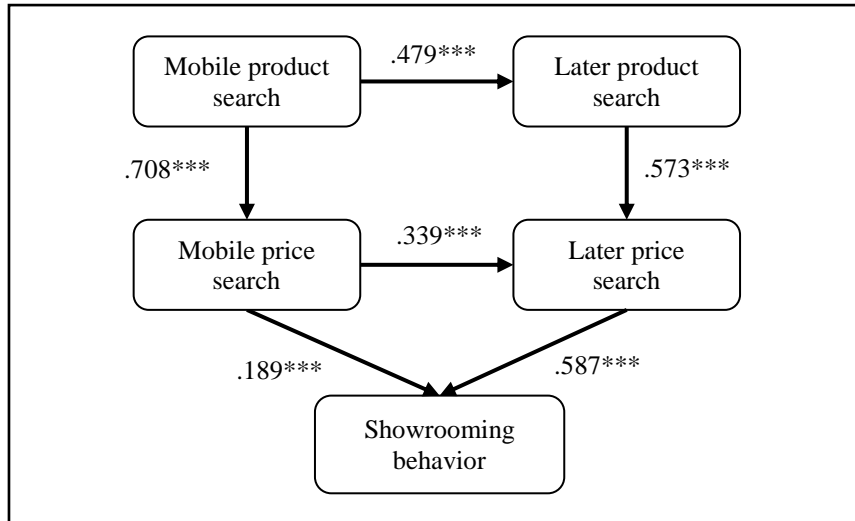 Mobile product
search
.479***
Later product
search
.708***
.573***
Mobile price
search
.339***
Later price
search
.189***
.587***
Showrooming
behavior